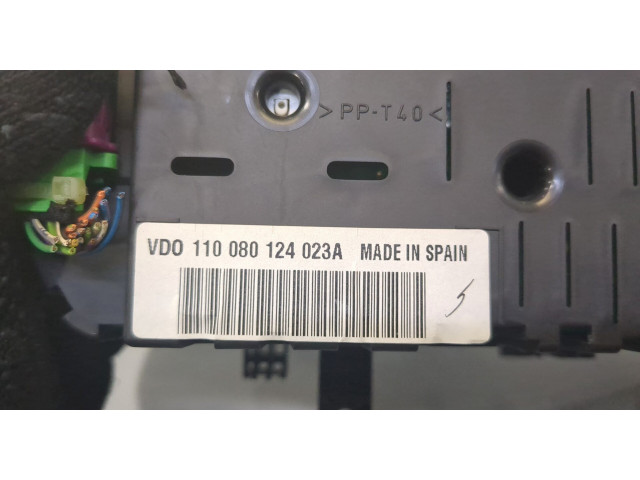 >PP-T40<
VDO 110 080 124 023A MADE IN SPAIN
5